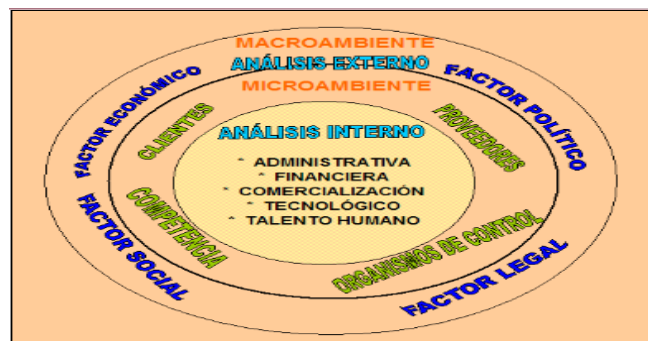 MACROAMBIENTE
ANÁLISIS EXTERNO
MICROAMBIENTE
FACTOR ECONÓMICO
FACTOR POLÍTICO
CLIENTES
PROVEEDORES
ANÁLISIS INTERNO
* ADMINISTRATIVA
* FINANCIERA
* COMERCIALIZACIÓN
* TECNOLÓGICO
* TALENTO HUMANO
COMPETENCIA
ORGANISMOS DE CONTROL
FACTOR SOCIAL
FACTOR LEGAL